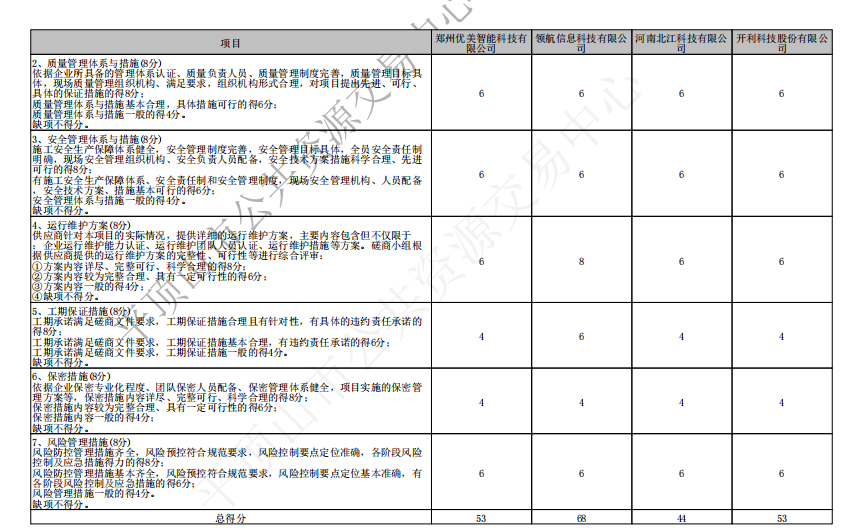 项目 郑州优美智能科技有限公司 领航信息科技有限公司 河南北江科技有限公司 开利科技股份有限公司
2、质量管理体系与措施(8分)
依据企业所具备的管理体系认证、质量负责人员、质量管理制度完善，质量管理目标具
体，现场质量管理组织机构、满足要求，组织机构形式合理，对项目提出先进、可行、
具体的保证措施的得8分；
质量管理体系与措施基本合理，具体措施可行的得6分；
质量管理体系与措施一般的得4分。
缺项不得分。
6 6 6 6
3、安全管理体系与措施(8分)
施工安全生产保障体系健全，安全管理制度完善，安全管理目标具体，全员安全责任制
明确，现场安全管理组织机构、安全负责人员配备，安全技术方案措施科学合理、先进
可行的得8分；
有施工安全生产保障体系、安全责任制和安全管理制度，现场安全管理机构、人员配备
，安全技术方案、措施基本可行的得6分；
安全管理体系与措施一般的得4分。
缺项不得分。
6 6 6 6
4、运行维护方案(8分)
供应商针对本项目的实际情况，提供详细的运行维护方案，主要内容包含但不仅限于
：企业运行维护能力认证、运行维护团队人员认证、运行维护措施等方案。磋商小组根
据供应商提供的运行维护方案的完整性、可行性等进行综合评审：
①方案内容详尽、完整可行、科学合理的得8分；
②方案内容较为完整合理、具有一定可行性的得6分；
③方案内容一般的得4分；
④缺项不得分。
6 8 6 6
5、工期保证措施(8分)
工期承诺满足磋商文件要求，工期保证措施合理且有针对性，有具体的违约责任承诺的
得8分；
工期承诺满足磋商文件要求，工期保证措施基本合理，有违约责任承诺的得6分；
工期承诺满足磋商文件要求，工期保证措施一般的得4分。
缺项不得分。
4 6 4 4
6、保密措施(8分)
依据企业保密专业化程度、团队保密人员配备、保密管理体系健全，项目实施的保密管
理方案等，保密措施内容详尽、完整可行、科学合理的得8分；
保密措施内容较为完整合理、具有一定可行性的得6分；
保密措施内容一般的得4分；
缺项不得分。
4 4 4 4
7、风险管理措施(8分)
风险防控管理措施齐全，风险预控符合规范要求，风险控制要点定位准确，各阶段风险
控制及应急措施得力的得8分；
风险防控管理措施基本齐全，风险预控符合规范要求，风险控制要点定位基本准确，有
各阶段风险控制及应急措施的得6分；
风险管理措施一般的得4分。
缺项不得分。
6 6 6 6
总得分 53 68 44 53
平顶山市公共资源交易中心
平顶山市公共资源交易中心